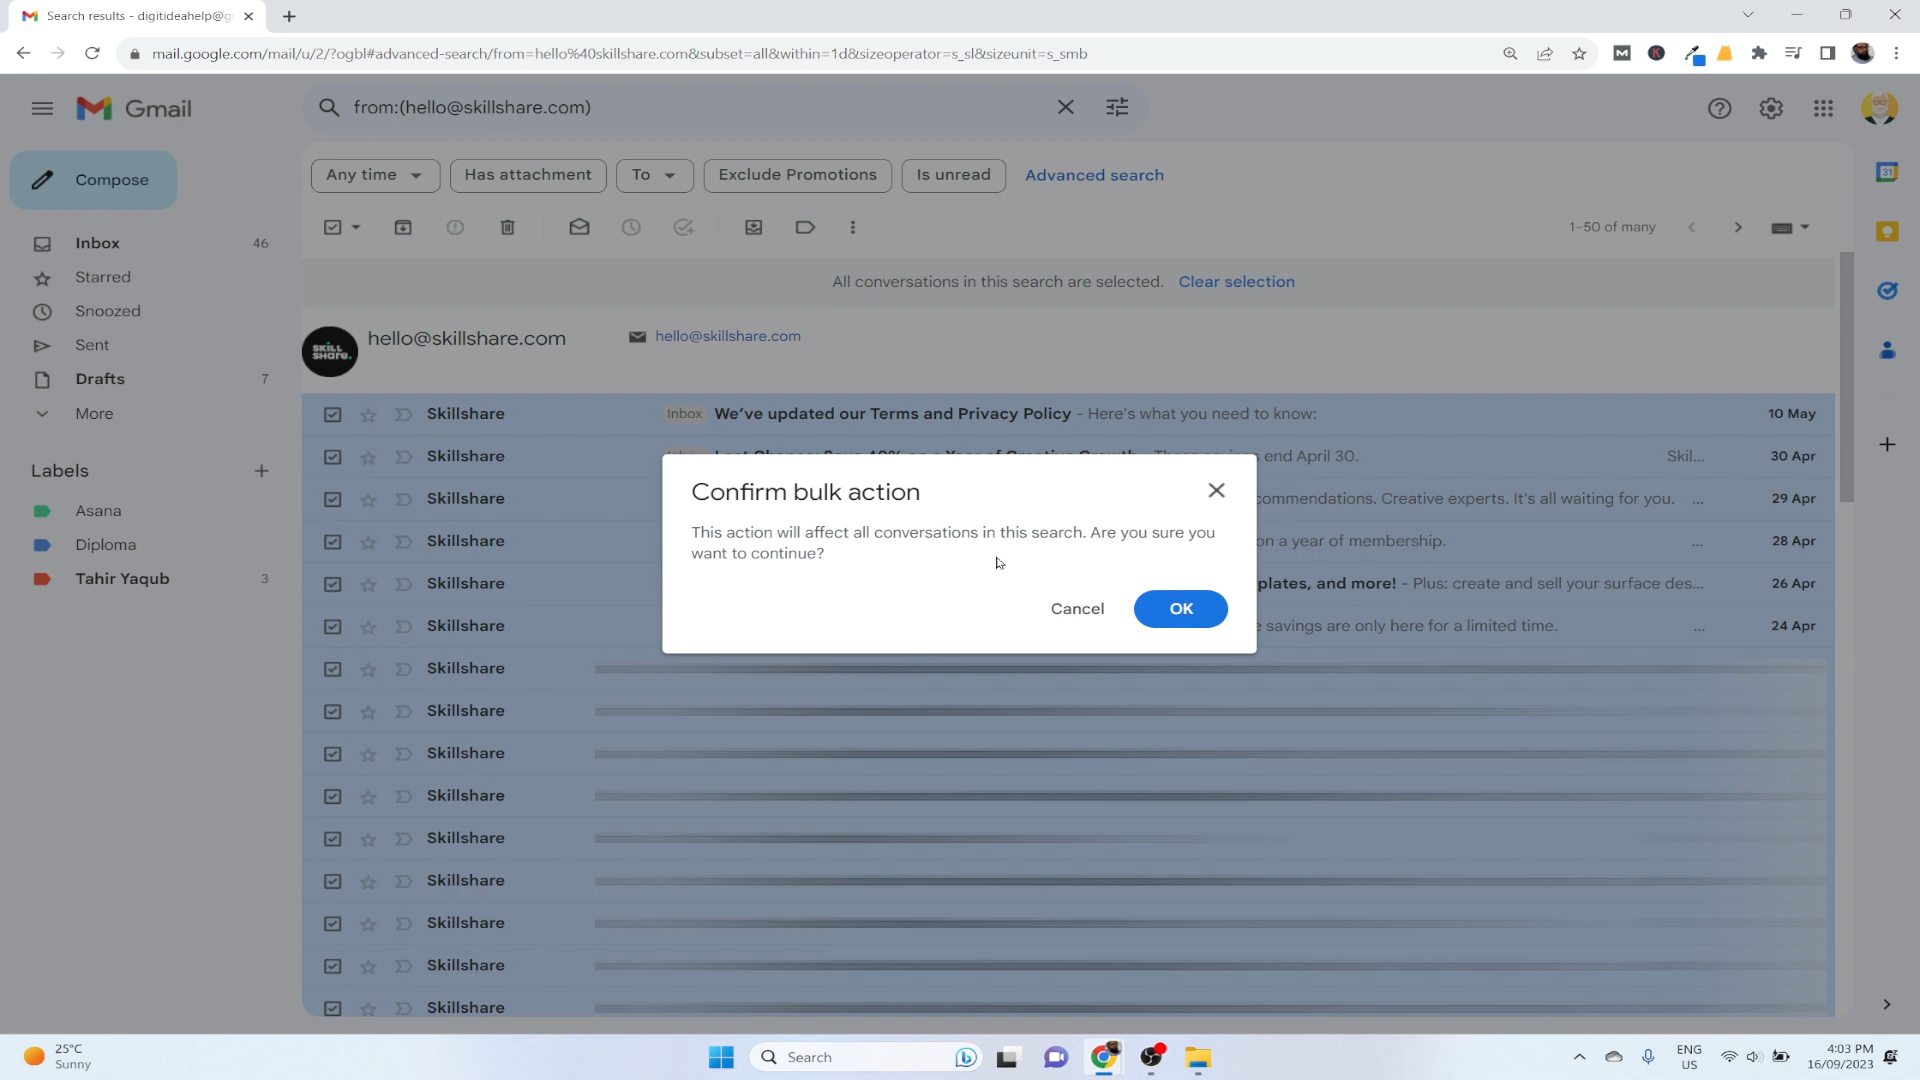 Search results - digitideahelp@g
mail.google.com/mail/u/2/?ogbl#advanced-search/from=hello%40skillshare.com&subset=all&within=1d&sizeoperator=s_sl&sizeunit=s_smb
Gmail
from:(hello@skillshare.com)
Compose
Any time
Has attachment
To
Exclude Promotions
Is unread
Advanced search
1–50 of many
Inbox 46
Starred
Snoozed
Sent
Drafts 7
More
Labels
Asana
Diploma
Tahir Yaqub 3
All conversations in this search are selected. Clear selection
SKILL
SHare.
hello@skillshare.com
hello@skillshare.com
Skillshare Inbox We've updated our Terms and Privacy Policy - Here's what you need to know: 10 May
Skillshare end April 30. Skil... 30 Apr
Skillshare commendations. Creative experts. It's all waiting for you. ... 29 Apr
Skillshare on a year of membership. ... 28 Apr
Skillshare plates, and more! - Plus: create and sell your surface des... 26 Apr
Skillshare savings are only here for a limited time. ... 24 Apr
Skillshare
Skillshare
Skillshare
Skillshare
Skillshare
Skillshare
Skillshare
Skillshare
Skillshare
Confirm bulk action
This action will affect all conversations in this search. Are you sure you
want to continue?
Cancel
OK
31
25°C
Sunny
Search
ENG
US
4:03 PM
16/09/2023